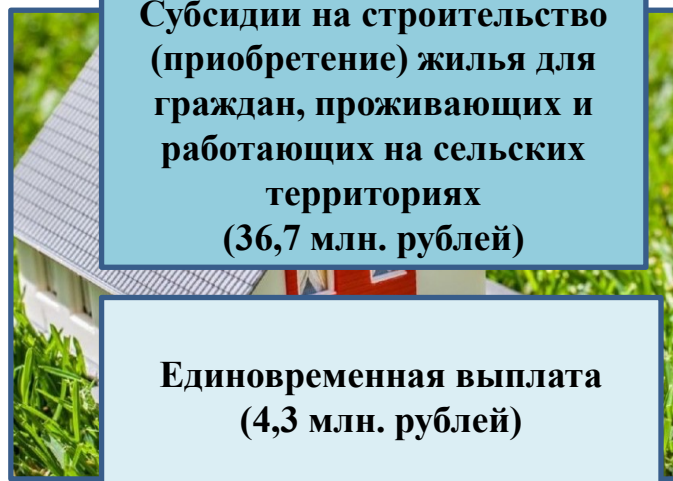 Субсидии на строительство
(приобретение) жилья для
граждан, проживающих и
работающих на сельских
территориях
(36,7 млн. рублей)
Единовременная выплата
(4,3 млн. рублей)